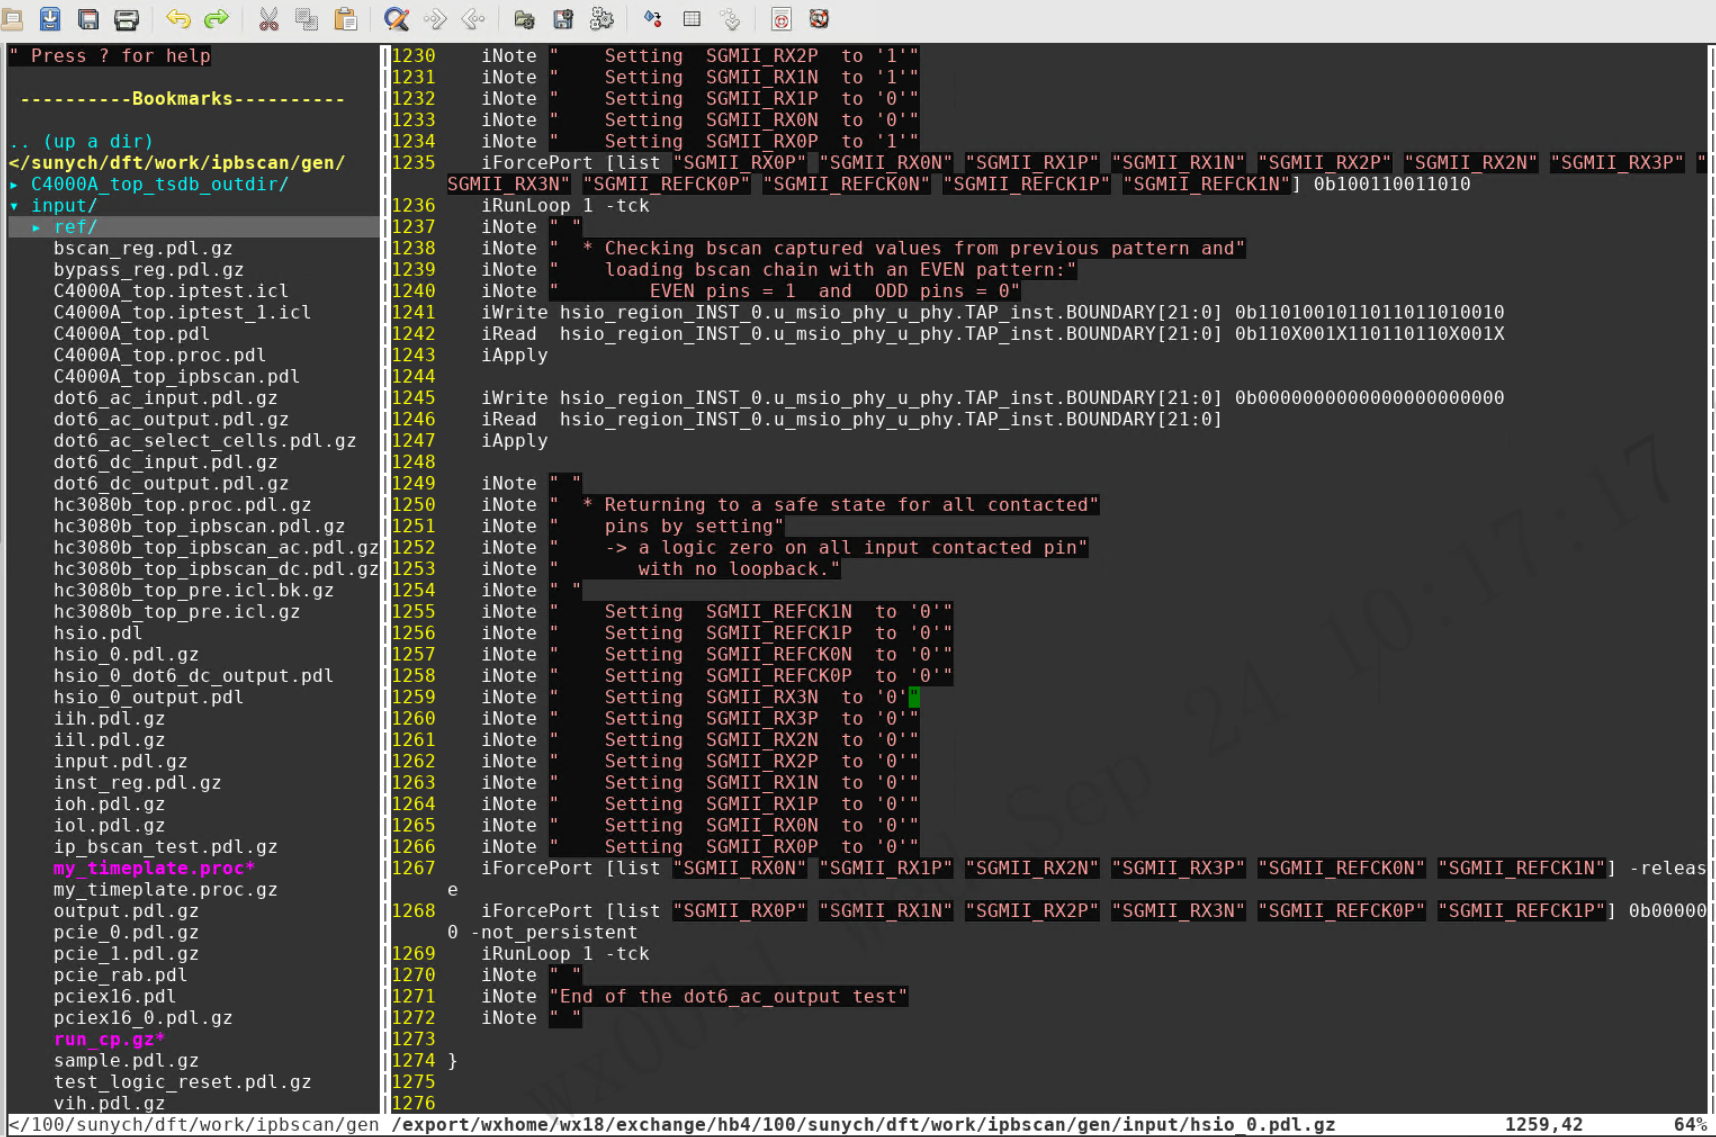 " Press ? for help
----------Bookmarks----------
.. (up a dir)
</sunych/dft/work/ipbscan/gen/
▸ C4000A_top_tsdb_outdir/
▾ input/
▸ ref/
bscan_reg.pdl.gz
bypass_reg.pdl.gz
C4000A_top.iptest.icl
C4000A_top.iptest_1.icl
C4000A_top.pdl
C4000A_top.proc.pdl
C4000A_top_ipbscan.pdl
dot6_ac_input.pdl.gz
dot6_ac_output.pdl.gz
dot6_ac_select_cells.pdl.gz
dot6_dc_input.pdl.gz
dot6_dc_output.pdl.gz
hc3080b_top.proc.pdl.gz
hc3080b_top_ipbscan.pdl.gz
hc3080b_top_ipbscan_ac.pdl.gz
hc3080b_top_ipbscan_dc.pdl.gz
hc3080b_top_pre.icl.bk.gz
hc3080b_top_pre.icl.gz
hsio.pdl
hsio_0.pdl.gz
hsio_0_dot6_dc_output.pdl
hsio_0_output.pdl
iih.pdl.gz
iil.pdl.gz
input.pdl.gz
inst_reg.pdl.gz
ioh.pdl.gz
iol.pdl.gz
ip_bscan_test.pdl.gz
my_timeplate.proc*
my_timeplate.proc.gz
output.pdl.gz
pcie_0.pdl.gz
pcie_1.pdl.gz
pcie_rab.pdl
pciex16.pdl
pciex16_0.pdl.gz
run_cp.gz*
sample.pdl.gz
test_logic_reset.pdl.gz
vih.pdl.gz
</100/sunych/dft/work/ipbscan/gen
1230 iNote "    Setting  SGMII_RX2P  to '1'"
1231 iNote "    Setting  SGMII_RX1N  to '1'"
1232 iNote "    Setting  SGMII_RX1P  to '0'"
1233 iNote "    Setting  SGMII_RX0N  to '0'"
1234 iNote "    Setting  SGMII_RX0P  to '1'"
1235 iForcePort [list "SGMII_RX0P" "SGMII_RX0N" "SGMII_RX1P" "SGMII_RX1N" "SGMII_RX2P" "SGMII_RX2N" "SGMII_RX3P" "
SGMII_RX3N" "SGMII_REFCK0P" "SGMII_REFCK0N" "SGMII_REFCK1P" "SGMII_REFCK1N"] 0b100110011010
1236 iRunLoop 1 -tck
1237 iNote " "
1238 iNote "  * Checking bscan captured values from previous pattern and"
1239 iNote "    loading bscan chain with an EVEN pattern:"
1240 iNote "        EVEN pins = 1  and  ODD pins = 0"
1241 iWrite hsio_region_INST_0.u_msio_phy_u_phy.TAP_inst.BOUNDARY[21:0] 0b1101001011011011010010
1242 iRead  hsio_region_INST_0.u_msio_phy_u_phy.TAP_inst.BOUNDARY[21:0] 0b110X001X110110110X001X
1243 iApply
1244
1245 iWrite hsio_region_INST_0.u_msio_phy_u_phy.TAP_inst.BOUNDARY[21:0] 0b0000000000000000000000
1246 iRead  hsio_region_INST_0.u_msio_phy_u_phy.TAP_inst.BOUNDARY[21:0]
1247 iApply
1248
1249 iNote " "
1250 iNote "  * Returning to a safe state for all contacted"
1251 iNote "    pins by setting"
1252 iNote "    -> a logic zero on all input contacted pin"
1253 iNote "       with no loopback."
1254 iNote " "
1255 iNote "    Setting  SGMII_REFCK1N  to '0'"
1256 iNote "    Setting  SGMII_REFCK1P  to '0'"
1257 iNote "    Setting  SGMII_REFCK0N  to '0'"
1258 iNote "    Setting  SGMII_REFCK0P  to '0'"
1259 iNote "    Setting  SGMII_RX3N  to '0'"
1260 iNote "    Setting  SGMII_RX3P  to '0'"
1261 iNote "    Setting  SGMII_RX2N  to '0'"
1262 iNote "    Setting  SGMII_RX2P  to '0'"
1263 iNote "    Setting  SGMII_RX1N  to '0'"
1264 iNote "    Setting  SGMII_RX1P  to '0'"
1265 iNote "    Setting  SGMII_RX0N  to '0'"
1266 iNote "    Setting  SGMII_RX0P  to '0'"
1267 iForcePort [list "SGMII_RX0N" "SGMII_RX1P" "SGMII_RX2N" "SGMII_RX3P" "SGMII_REFCK0N" "SGMII_REFCK1N"] -releas
e
1268 iForcePort [list "SGMII_RX0P" "SGMII_RX1N" "SGMII_RX2P" "SGMII_RX3N" "SGMII_REFCK0P" "SGMII_REFCK1P"] 0b00000
0 -not_persistent
1269 iRunLoop 1 -tck
1270 iNote " "
1271 iNote "End of the dot6_ac_output test"
1272 iNote " "
1273
1274 }
1275
1276
/export/wxhome/wx18/exchange/hb4/100/sunych/dft/work/ipbscan/gen/input/hsio_0.pdl.gz 1259,42 64%
Sep 24 10:17:17